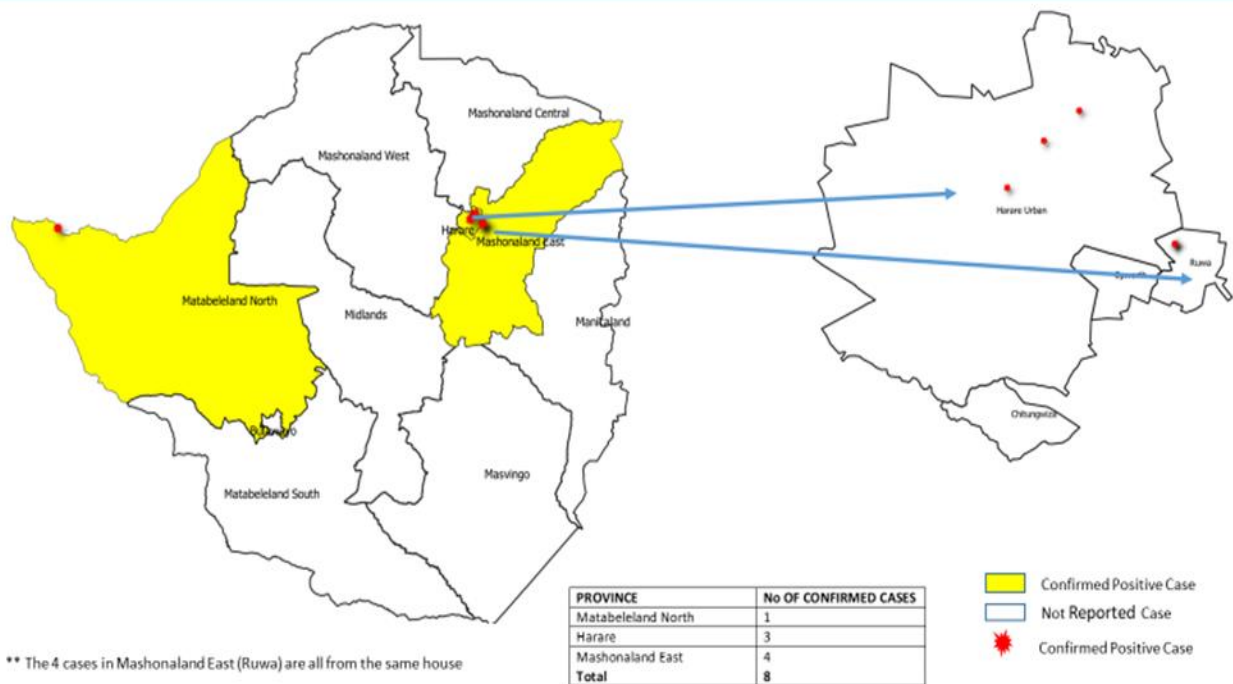 Mashonaland Central
Mashonaland West
Harare
Mashonaland East
Matabeleland North
Midlands
Manicaland
Masvingo
Matabeleland South
Harare Urban
Ruwa
Epworth
Chitungwiza
PROVINCE No OF CONFIRMED CASES
Matabeleland North 1
Harare 3
Mashonaland East 4
Total 8
Confirmed Positive Case
Not Reported Case
Confirmed Positive Case
** The 4 cases in Mashonaland East (Ruwa) are all from the same house